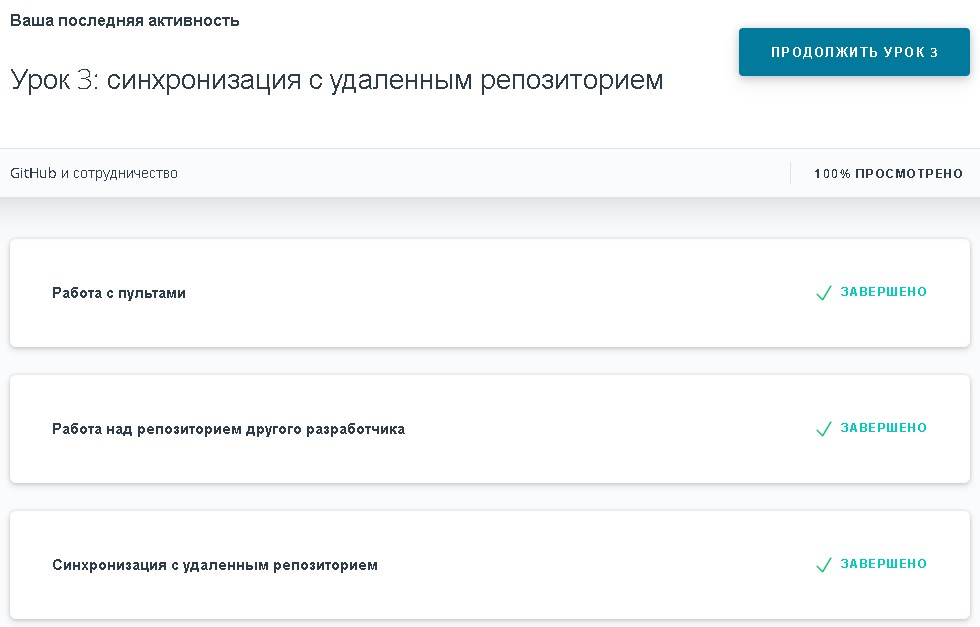 Ваша последняя активность
ПРОДОЛЖИТЬ УРОК 3
Урок 3: синхронизация с удаленным репозиторием
GitHub и сотрудничество
100% ПРОСМОТРЕНО
Работа с пультами
ЗАВЕРШЕНО
Работа над репозиторием другого разработчика
ЗАВЕРШЕНО
Синхронизация с удаленным репозиторием
ЗАВЕРШЕНО